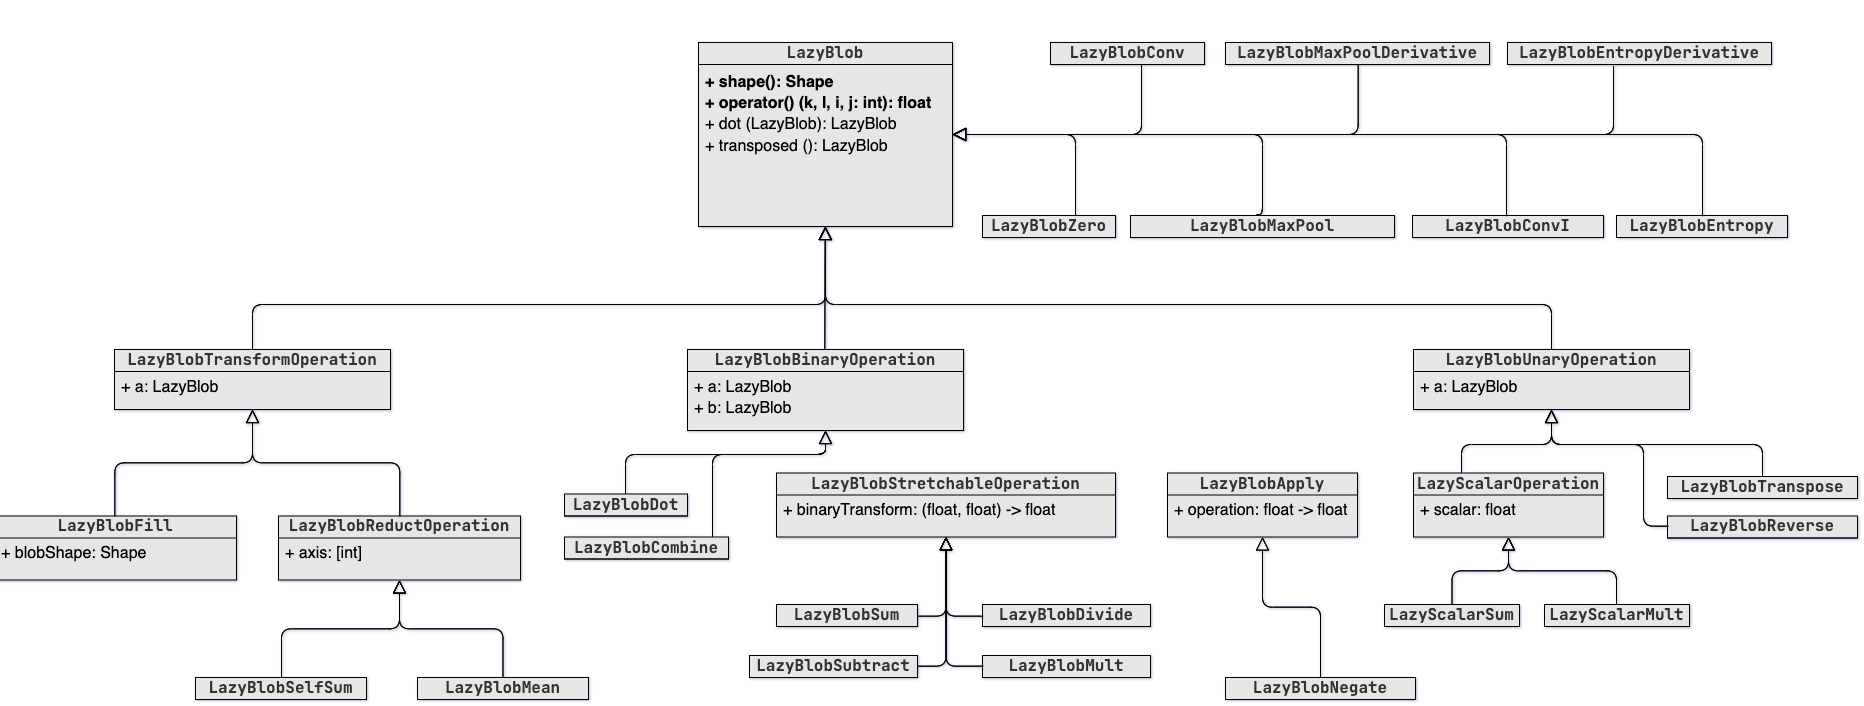 LazyBlob
+ shape(): Shape
+ operator() (k, l, i, j: int): float
+ dot (LazyBlob): LazyBlob
+ transposed (): LazyBlob
LazyBlobConv
LazyBlobMaxPoolDerivative
LazyBlobEntropyDerivative
LazyBlobZero
LazyBlobMaxPool
LazyBlobConvI
LazyBlobEntropy
LazyBlobTransformOperation
+ a: LazyBlob
LazyBlobBinaryOperation
+ a: LazyBlob
+ b: LazyBlob
LazyBlobUnaryOperation
+ a: LazyBlob
LazyBlobFill
+ blobShape: Shape
LazyBlobReductOperation
+ axis: [int]
LazyBlobDot
LazyBlobCombine
LazyBlobStretchableOperation
+ binaryTransform: (float, float) -> float
LazyBlobApply
+ operation: float -> float
LazyScalarOperation
+ scalar: float
LazyBlobTranspose
LazyBlobReverse
LazyBlobSum
LazyBlobDivide
LazyBlobSubtract
LazyBlobMult
LazyScalarSum
LazyScalarMult
LazyBlobSelfSum
LazyBlobMean
LazyBlobNegate